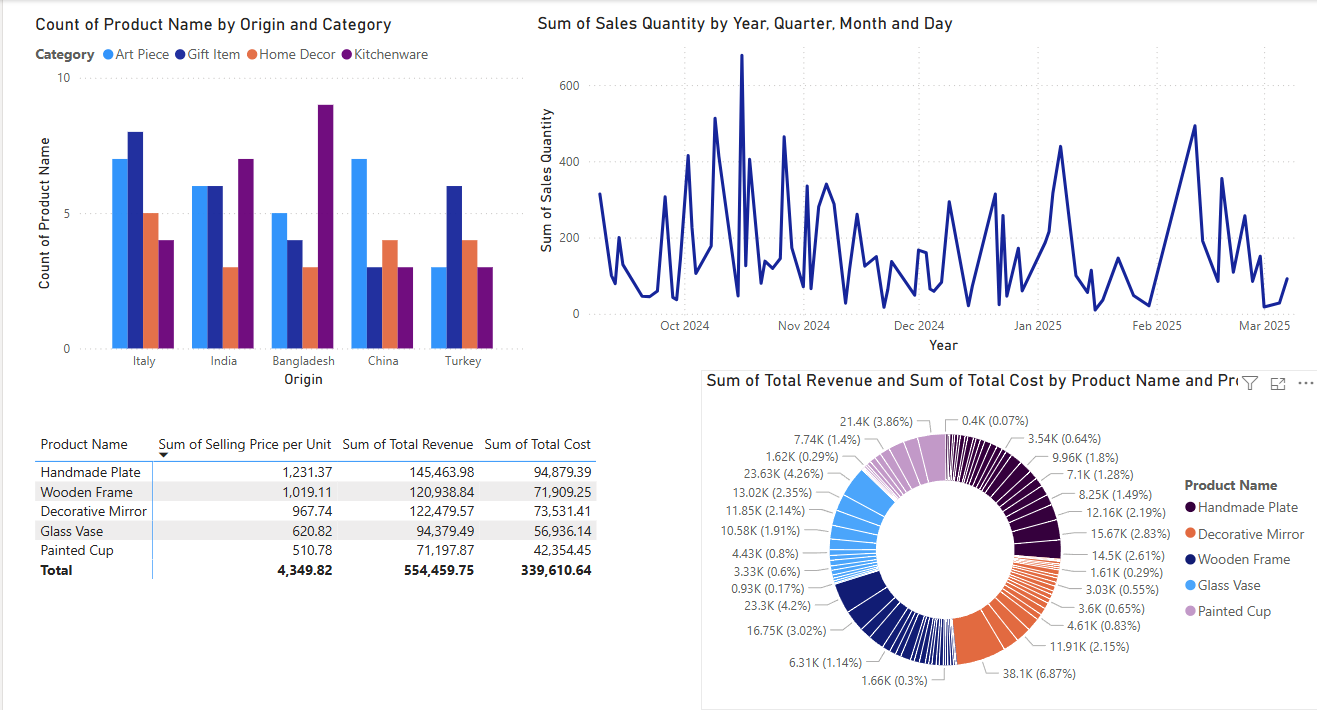 Count of Product Name by Origin and Category
Category Art Piece Gift Item Home Decor Kitchenware
10
5
0
Count of Product Name
Italy India Bangladesh China Turkey
Origin
Sum of Sales Quantity by Year, Quarter, Month and Day
600
400
200
0
Sum of Sales Quantity
Oct 2024 Nov 2024 Dec 2024 Jan 2025 Feb 2025 Mar 2025
Year
Product Name Sum of Selling Price per Unit Sum of Total Revenue Sum of Total Cost
Handmade Plate 1,231.37 145,463.98 94,879.39
Wooden Frame 1,019.11 120,938.84 71,909.25
Decorative Mirror 967.74 122,479.57 73,531.41
Glass Vase 620.82 94,379.49 56,936.14
Painted Cup 510.78 71,197.87 42,354.45
Total 4,349.82 554,459.75 339,610.64
Sum of Total Revenue and Sum of Total Cost by Product Name and Pr
0.4K (0.07%)
3.54K (0.64%)
9.96K (1.8%)
7.1K (1.28%)
8.25K (1.49%)
12.16K (2.19%)
15.67K (2.83%)
14.5K (2.61%)
1.61K (0.29%)
3.03K (0.55%)
3.6K (0.65%)
4.61K (0.83%)
11.91K (2.15%)
38.1K (6.87%)
1.66K (0.3%)
6.31K (1.14%)
16.75K (3.02%)
23.3K (4.2%)
0.93K (0.17%)
3.33K (0.6%)
4.43K (0.8%)
10.58K (1.91%)
11.85K (2.14%)
13.02K (2.35%)
23.63K (4.26%)
1.62K (0.29%)
7.74K (1.4%)
21.4K (3.86%)
Product Name
Handmade Plate
Decorative Mirror
Wooden Frame
Glass Vase
Painted Cup